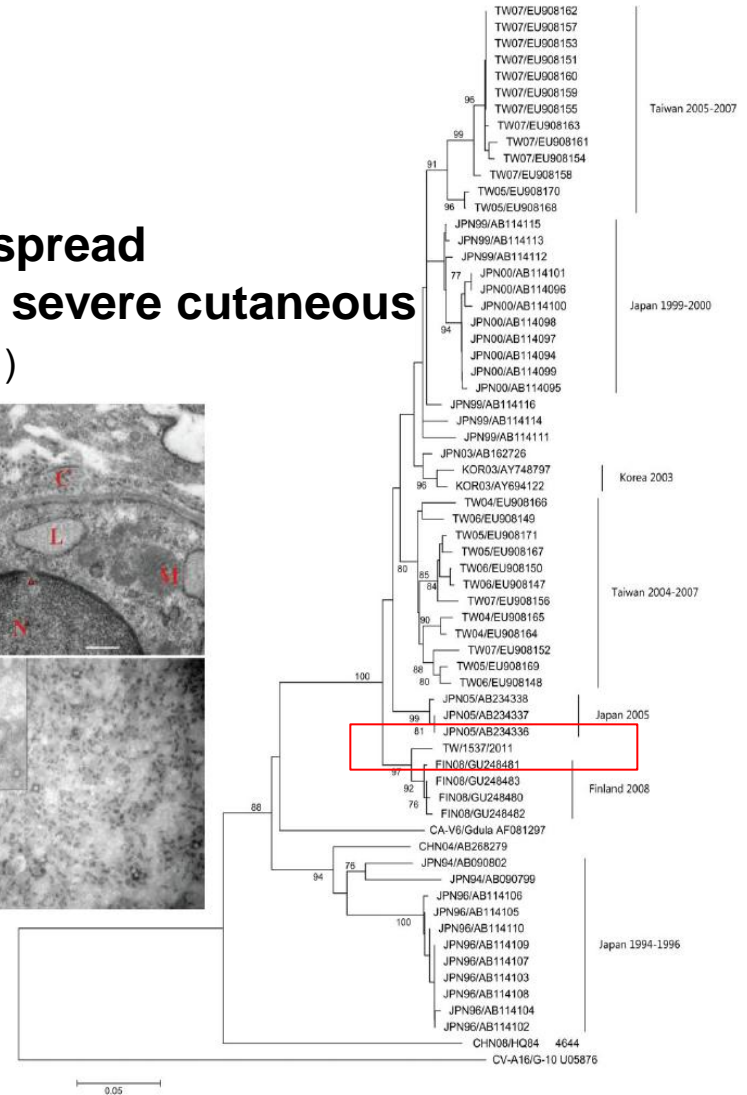 spread
severe cutaneous
)
C
L
M
N
TW07/EU908162
TW07/EU908157
TW07/EU908153
TW07/EU908151
TW07/EU908160
TW07/EU908159
96
TW07/EU908155
Taiwan 2005-2007
TW07/EU908163
99
TW07/EU908161
TW07/EU908154
91
TW07/EU908158
TW05/EU908170
96
TW05/EU908168
JPN99/AB114115
JPN99/AB114113
JPN99/AB114112
77
JPN00/AB114101
JPN00/AB114096
JPN00/AB114100
Japan 1999-2000
94
JPN00/AB114098
JPN00/AB114097
JPN00/AB114094
JPN00/AB114099
JPN00/AB114095
JPN99/AB114116
JPN99/AB114114
JPN99/AB114111
JPN03/AB162726
KOR03/AY748797
Korea 2003
96
KOR03/AY694122
TW04/EU908166
TW06/EU908149
TW05/EU908171
TW05/EU908167
80
85
TW06/EU908150
84
TW06/EU908147
Taiwan 2004-2007
TW07/EU908156
90
TW04/EU908165
TW04/EU908164
TW07/EU908152
88
TW05/EU908169
100
80
TW06/EU908148
JPN05/AB234338
99
JPN05/AB234337
Japan 2005
81
JPN05/AB234336
TW/1537/2011
97
FIN08/GU248481
92
FIN08/GU248483
Finland 2008
76
FIN08/GU248480
FIN08/GU248482
88
CA-V6/Gdula AF081297
CHN04/AB268279
94
76
JPN94/AB090802
JPN94/AB090799
JPN96/AB114106
100
JPN96/AB114105
JPN96/AB114110
JPN96/AB114109
Japan 1994-1996
JPN96/AB114107
JPN96/AB114103
JPN96/AB114108
JPN96/AB114104
JPN96/AB114102
CHN08/HQ84 4644
CV-A16/G-10 U05876
0.05